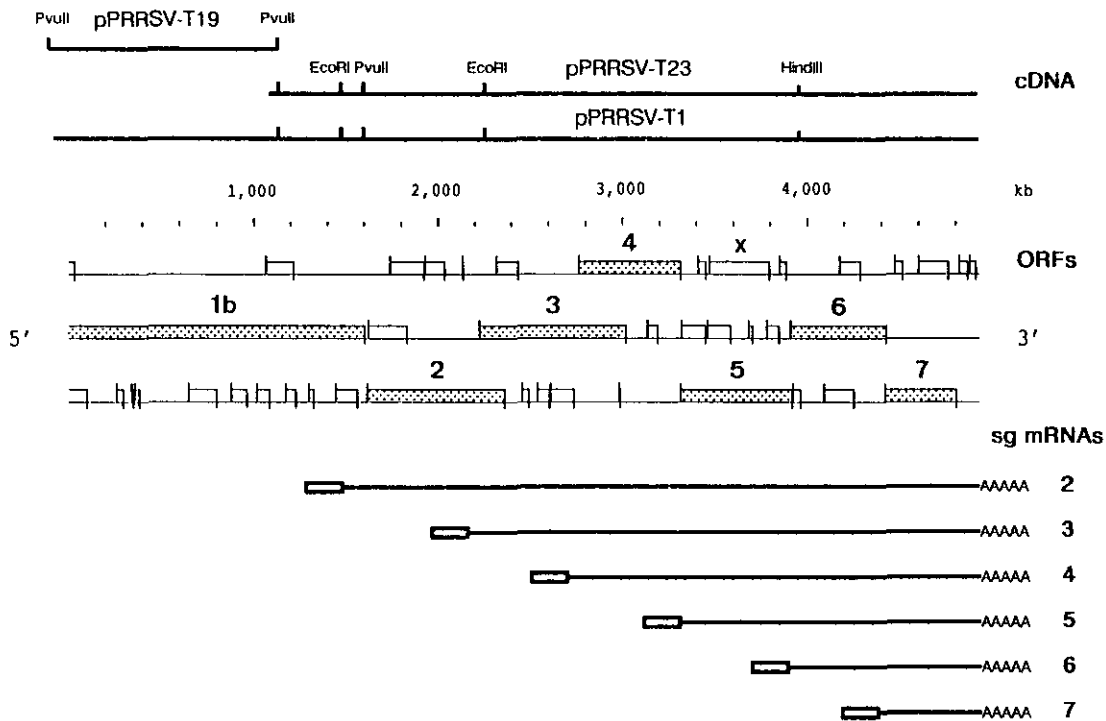 PvuII pPRRSV-T19 PvuII
EcoRI PvuII EcoRI pPRRSV-T23 HindIII cDNA
pPRRSV-T1
1,000 2,000 3,000 4,000 kb
4 x ORFs
1b 3 6
5' 3'
2 5 7
sg mRNAs
AAAAA 2
AAAAA 3
AAAAA 4
AAAAA 5
AAAAA 6
AAAAA 7